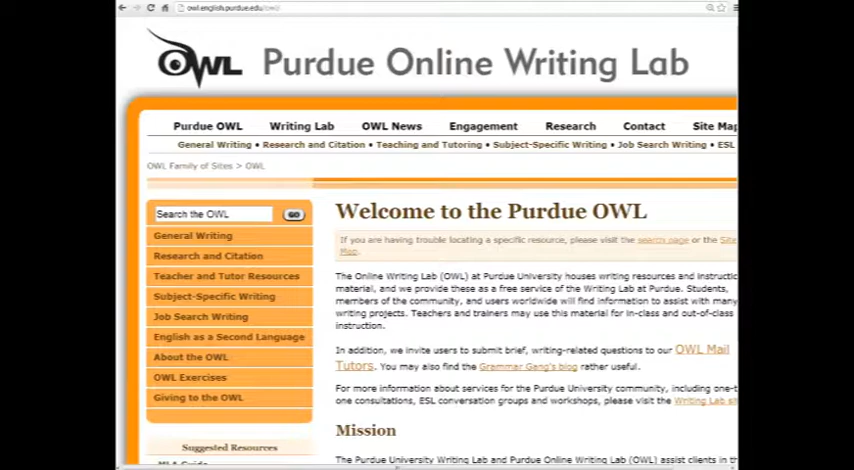 owl.english.purdue.edu/owl/
OWL Purdue Online Writing Lab
Purdue OWL Writing Lab OWL News Engagement Research Contact Site Map
General Writing • Research and Citation • Teaching and Tutoring • Subject-Specific Writing • Job Search Writing • ESL
OWL Family of Sites > OWL
Search the OWL GO
General Writing
Research and Citation
Teacher and Tutor Resources
Subject-Specific Writing
Job Search Writing
English as a Second Language
About the OWL
OWL Exercises
Giving to the OWL
Suggested Resources
MLA Guide
Welcome to the Purdue OWL
If you are having trouble locating a specific resource, please visit the search page or the Site
Map.
The Online Writing Lab (OWL) at Purdue University houses writing resources and instructic
material, and we provide these as a free service of the Writing Lab at Purdue. Students,
members of the community, and users worldwide will find information to assist with many
writing projects. Teachers and trainers may use this material for in-class and out-of-class
instruction.
In addition, we invite users to submit brief, writing-related questions to our OWL Mail
Tutors. You may also find the Grammar Gang's blog rather useful.
For more information about services for the Purdue University community, including one-t
one consultations, ESL conversation groups and workshops, please visit the Writing Lab sit
Mission
The Purdue University Writing Lab and Purdue Online Writing Lab (OWL) assist clients in th